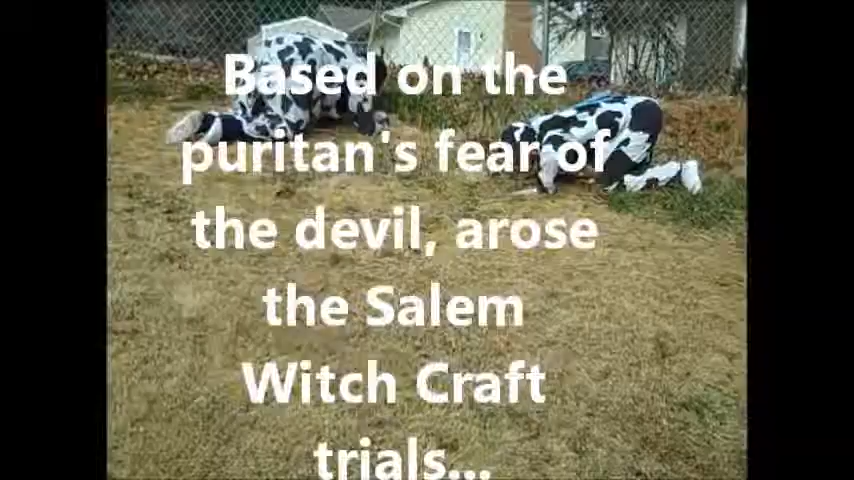 Based on the
puritan's fear of
the devil, arose
the Salem
Witch Craft
trials...